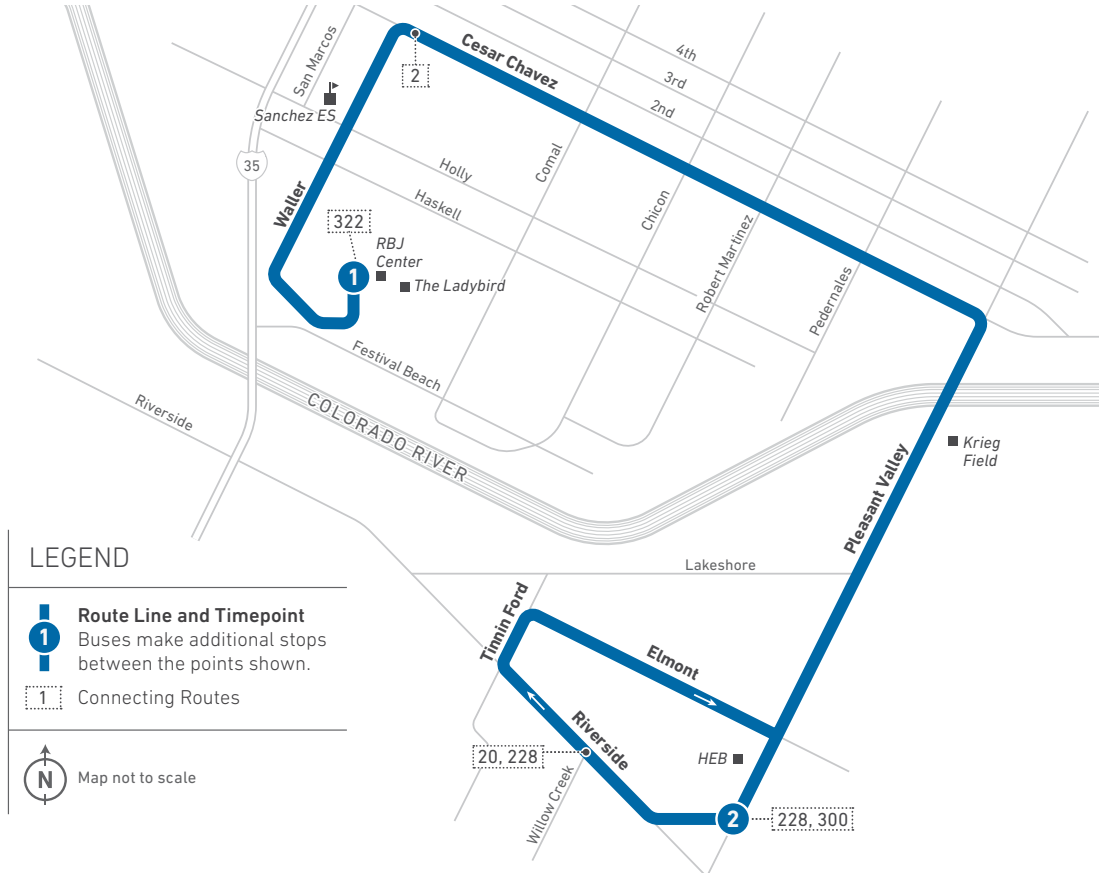 4th
3rd
2nd
Cesar Chavez
San Marcos
2
Sanchez ES
35
Holly
Haskell
Comal
Chicon
Robert Martinez
Pedernales
Waller
322
RBJ
Center
1
The Ladybird
Festival Beach
Riverside
COLORADO RIVER
Krieg
Field
Pleasant Valley
Lakeshore
Tinnin Ford
Elmont
Riverside
20, 228
HEB
Willow Creek
2
228, 300
LEGEND
Route Line and Timepoint
1
Buses make additional stops
between the points shown.
1
Connecting Routes
N
Map not to scale